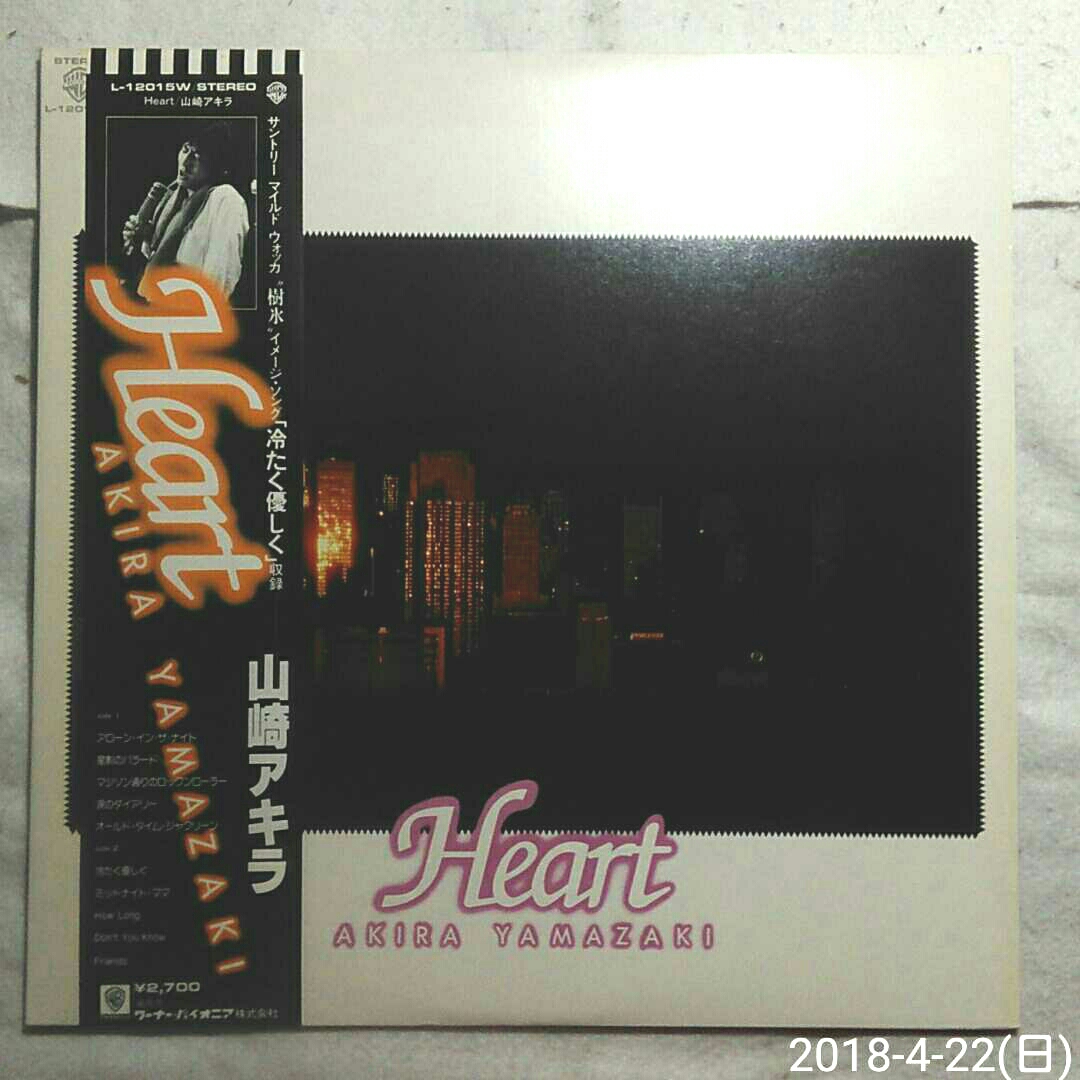 STER
L-120
L-12015W/STEREO
Heart/山崎アキラ
サントリー マイルド ウォッカ “樹氷”イメージ・ソング「冷たく優しく」収録
Heart
AKIRA YAMAZAKI
山崎アキラ
side 1
アローン・イン・ザ・ナイト
星影のバラード
マジソン通りのロックンローラー
涙のダイアリー
オールド・タイム・ジャクリーン
side 2
冷たく優しく
ミッドナイト・ママ
How Long
Don't You Know
Friends
¥2,700
ワーナー・パイオニア株式会社
Heart
AKIRA YAMAZAKI
2018-4-22(日)